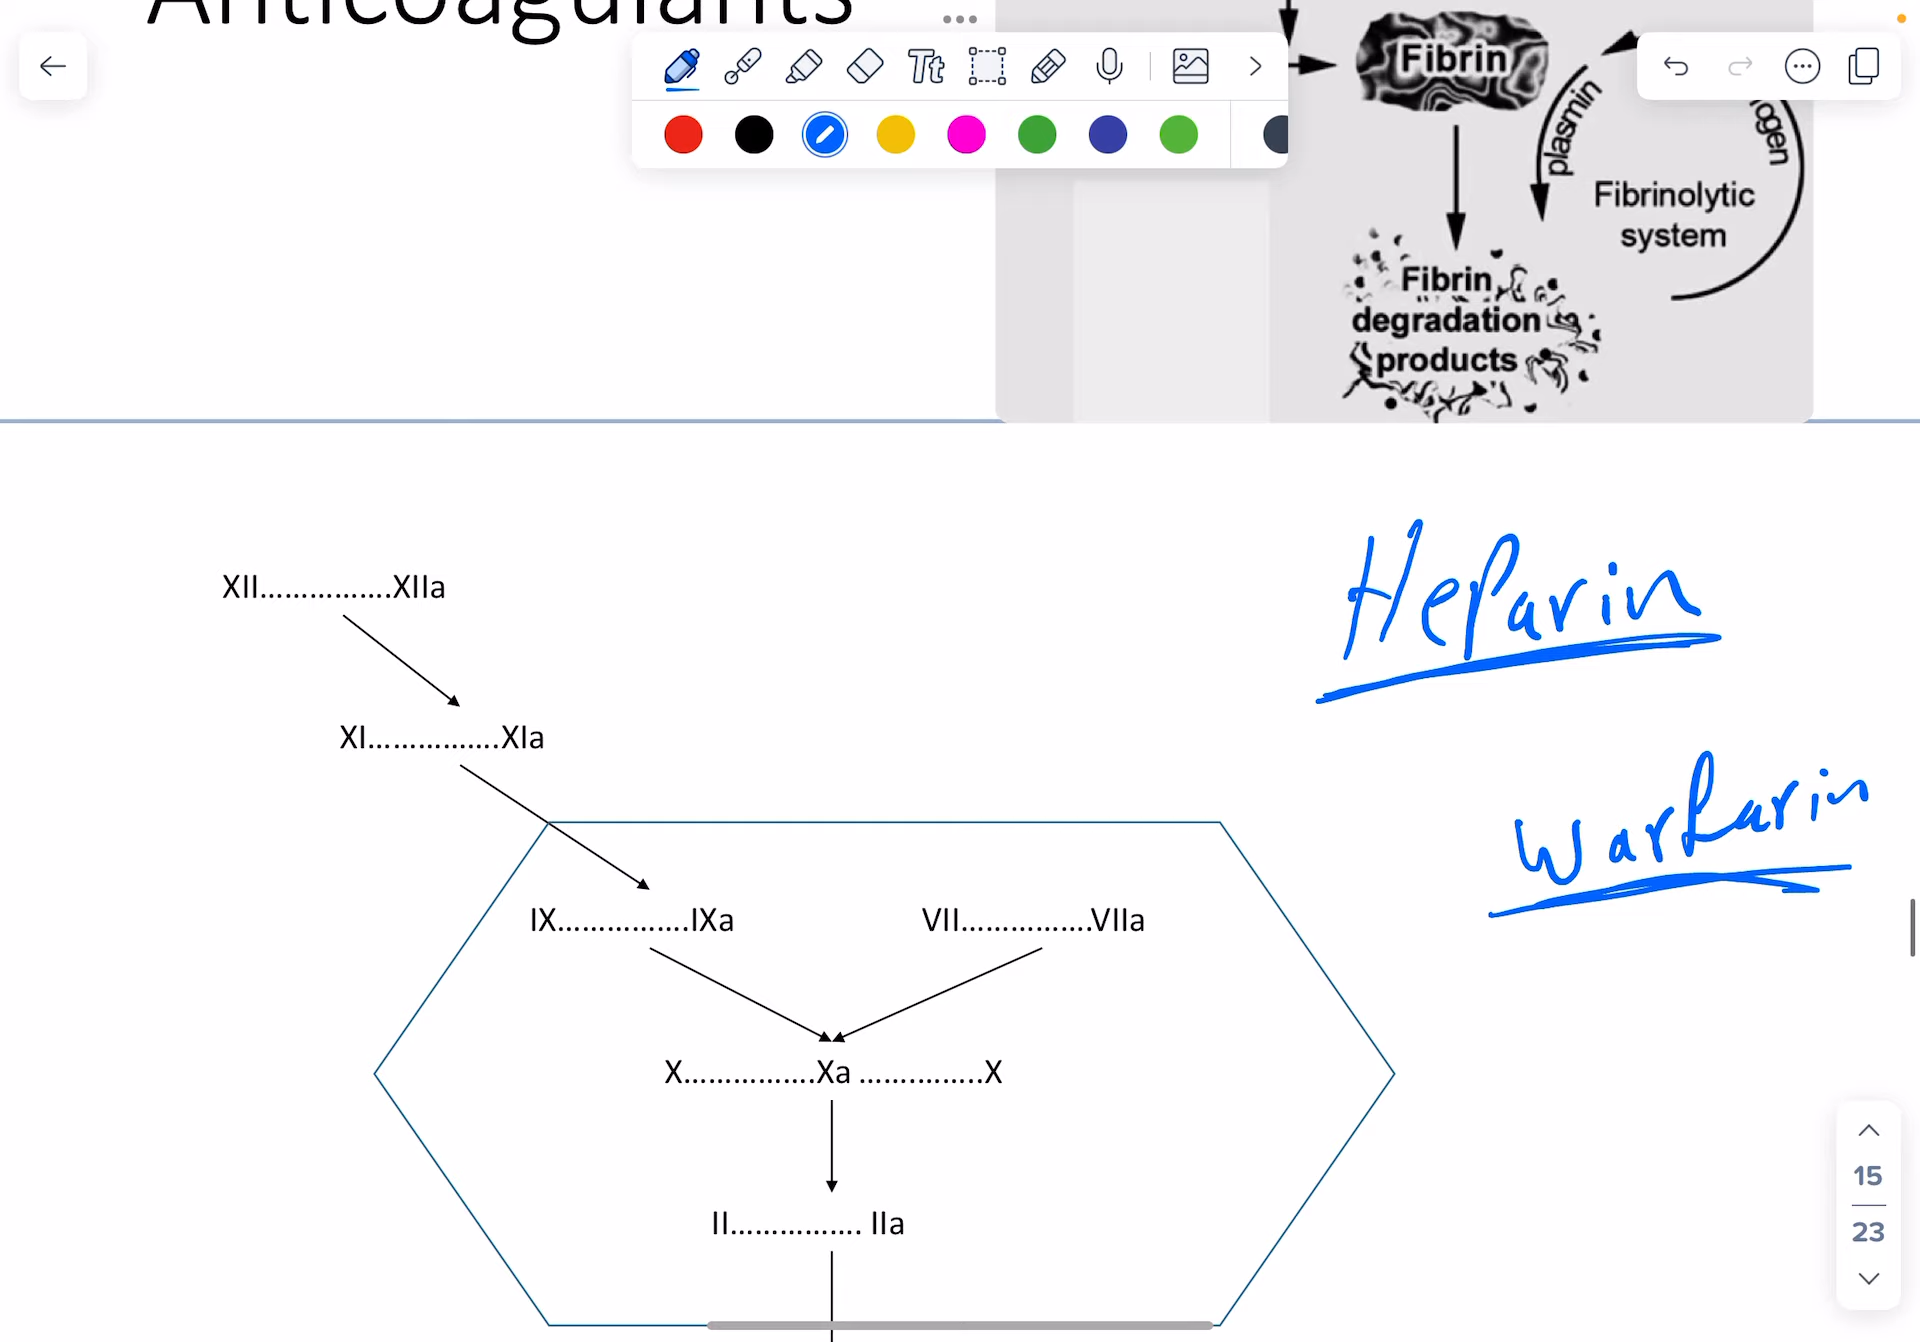 Anticoagulants
Tt
Fibrin
plasmin
ogen
Fibrinolytic
system
Fibrin
degradation
products
Heparin
XII................XIIa
XI................XIa
Warfarin
IX................IXa
VII................VIIa
X................Xa ...............X
II................ IIa
15
23